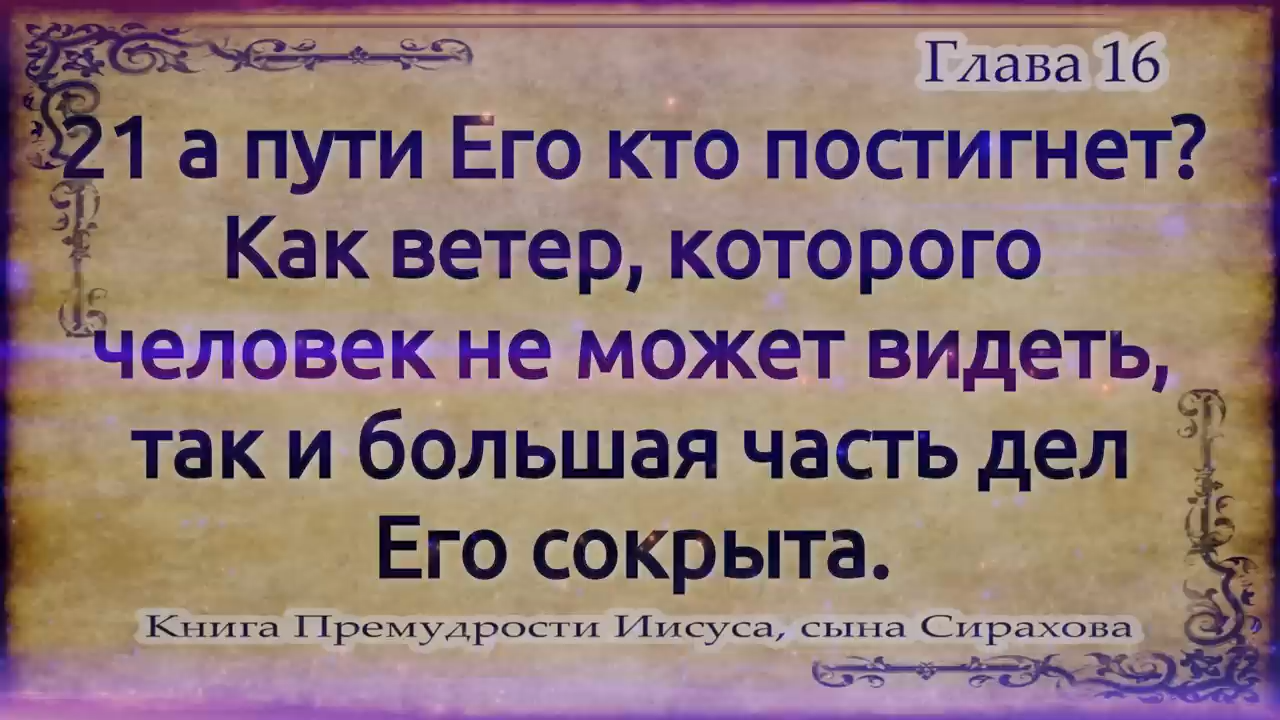 Глава 16
21 а пути Его кто постигнет?
Как ветер, которого
человек не может видеть,
так и большая часть дел
Его сокрыта.
Книга Премудрости Иисуса, сына Сирахова